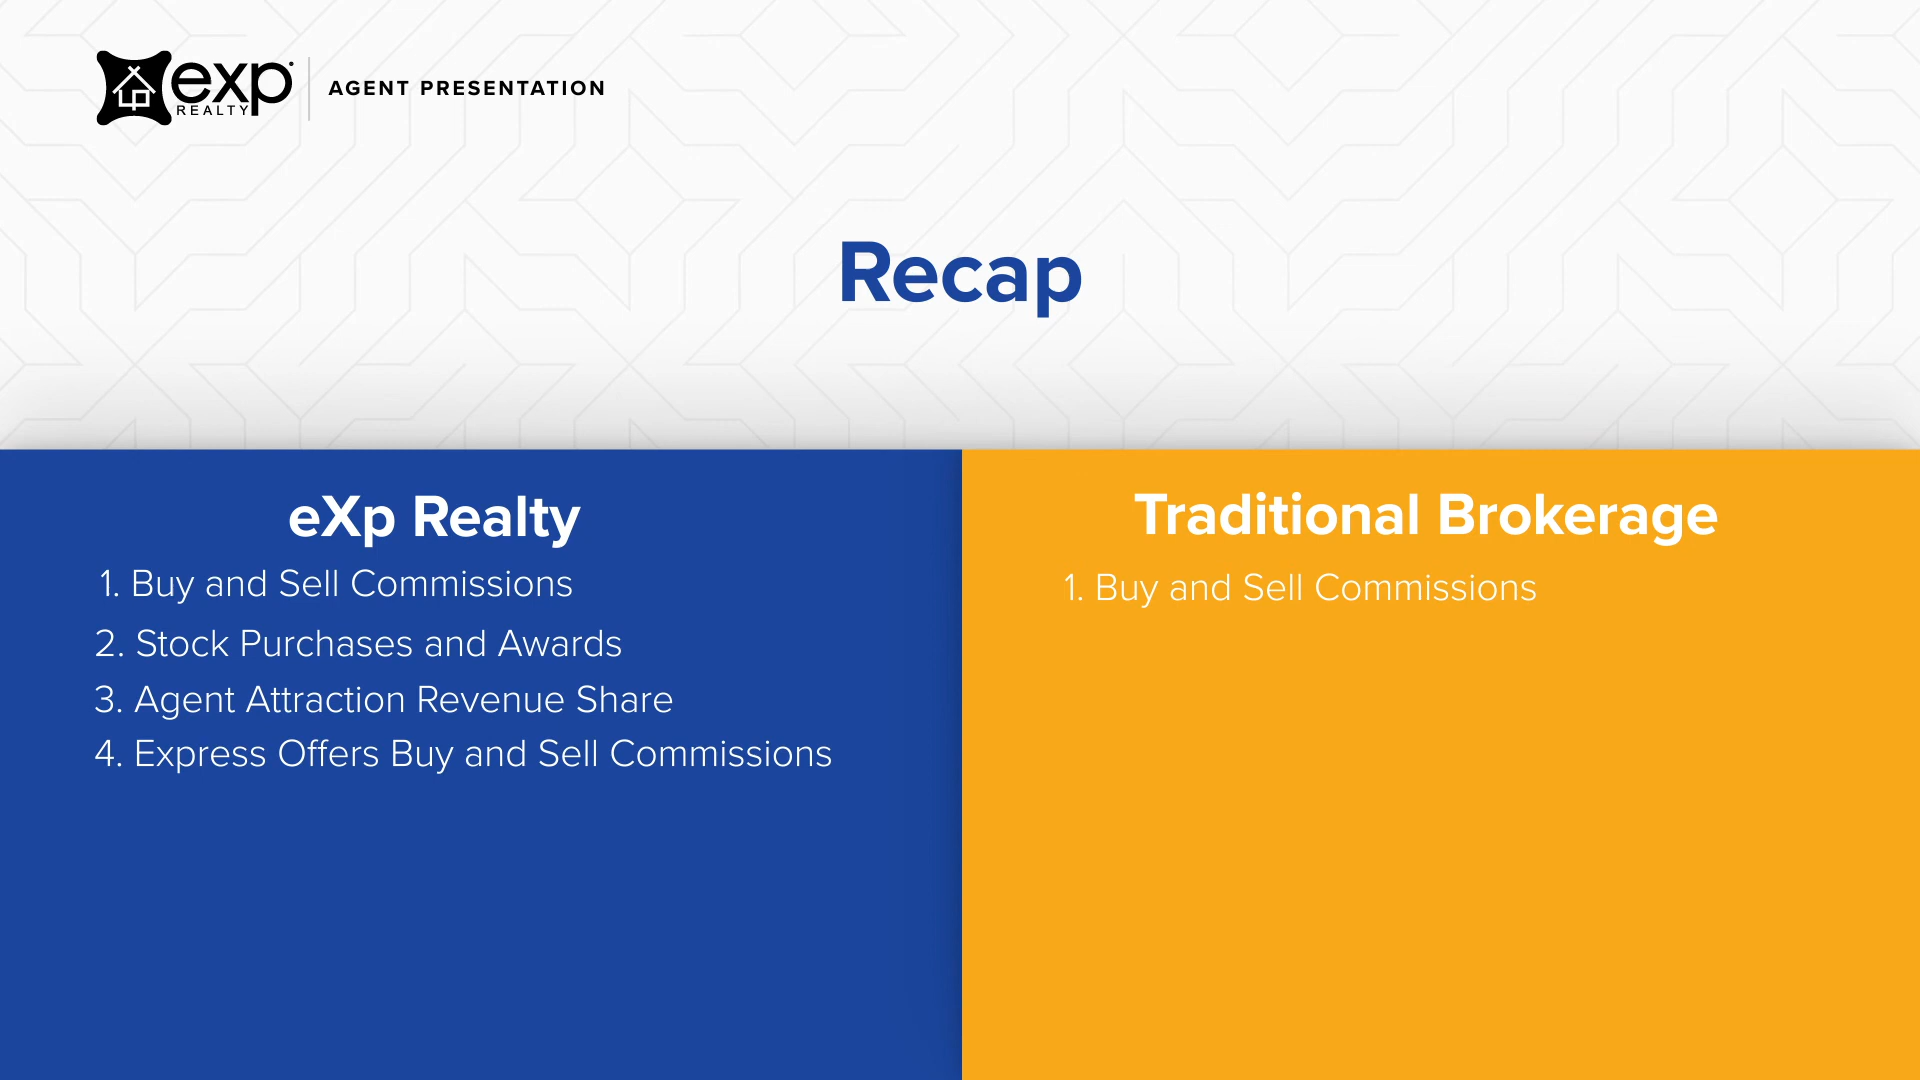 exp
REALTY
AGENT PRESENTATION
Recap
eXp Realty
1. Buy and Sell Commissions
2. Stock Purchases and Awards
3. Agent Attraction Revenue Share
4. Express Offers Buy and Sell Commissions
Traditional Brokerage
1. Buy and Sell Commissions